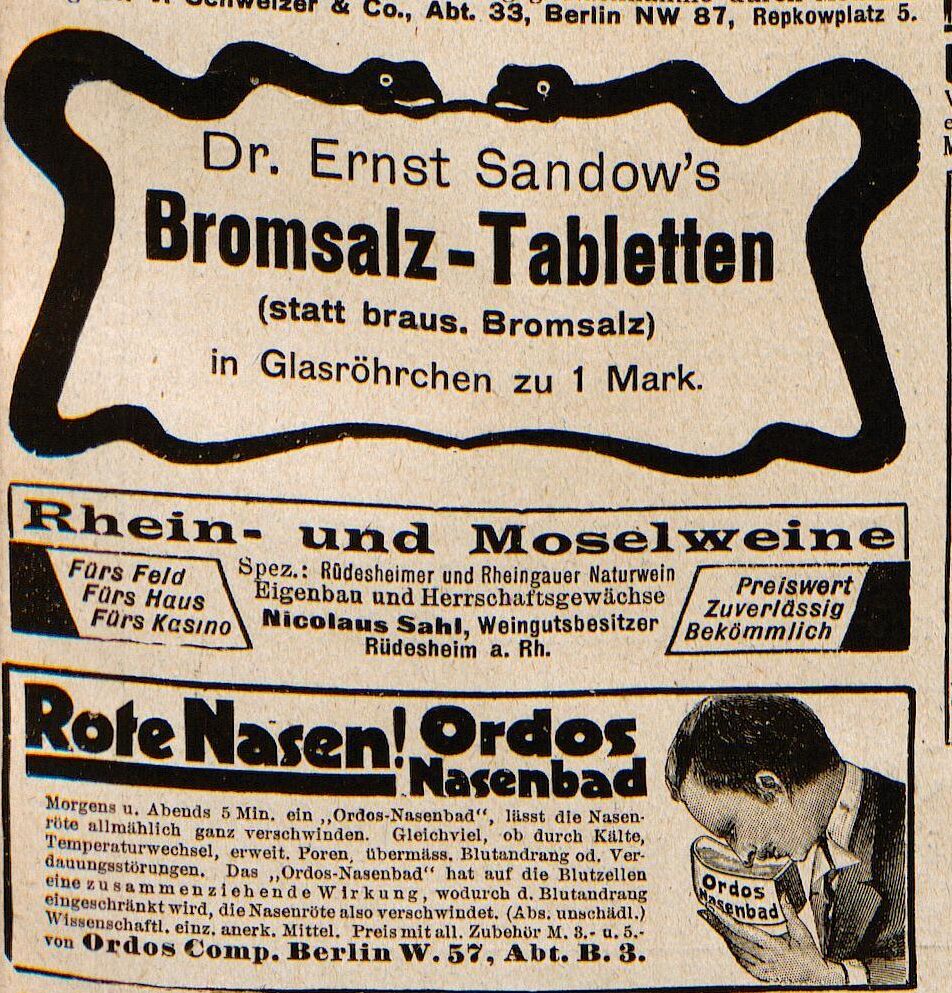 Schweizer & Co., Abt. 33, Berlin NW 87, Repkowplatz 5.
Dr. Ernst Sandow's
Bromsalz-Tabletten
(statt braus. Bromsalz)
in Glasröhrchen zu 1 Mark.
Rhein- und Moselweine
Fürs Feld
Fürs Haus
Fürs Kasino
Spez.: Rüdesheimer und Rheingauer Naturwein
Eigenbau und Herrschaftsgewächse
Nicolaus Sahl, Weingutsbesitzer
Rüdesheim a. Rh.
Preiswert
Zuverlässig
Bekömmlich
Rote Nasen! Ordos
Nasenbad
Morgens u. Abends 5 Min. ein „Ordos-Nasenbad“, lässt die Nasen-
röte allmählich ganz verschwinden. Gleichviel, ob durch Kälte,
Temperaturwechsel, erweit. Poren, übermäss. Blutandrang od. Ver-
dauungsstörungen. Das „Ordos-Nasenbad“ hat auf die Blutzellen
eine zusammenziehende Wirkung, wodurch d. Blutandrang
eingeschränkt wird, die Nasenröte also verschwindet. (Abs. unschädl.)
Wissenschaftl. einz. anerk. Mittel. Preis mit all. Zubehör M. 3.- u. 5.-
von Ordos Comp. Berlin W. 57, Abt. B. 3.
Ordos
Nasenbad